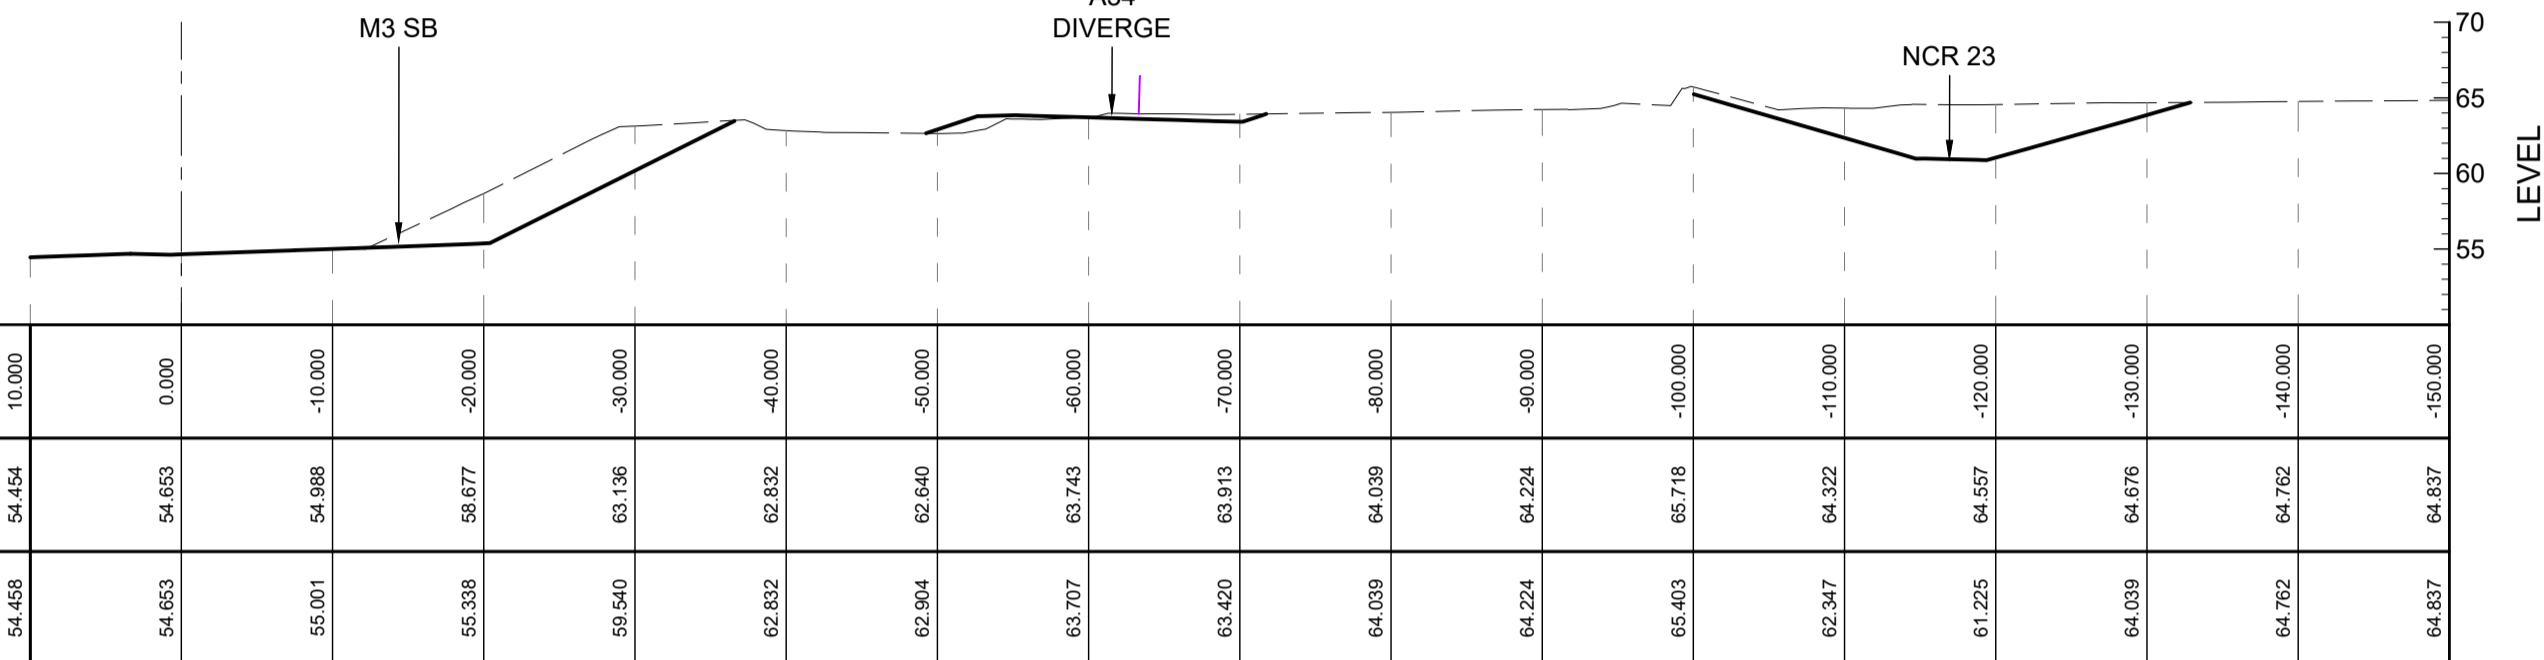 M3 SB
DIVERGE
NCR 23
70
65
60
55
LEVEL
10.000 0.000 -10.000 -20.000 -30.000 -40.000 -50.000 -60.000 -70.000 -80.000 -90.000 -100.000 -110.000 -120.000 -130.000 -140.000 -150.000
54.454 54.653 54.988 58.677 63.136 62.832 62.640 63.743 63.913 64.039 64.224 65.718 64.322 64.557 64.676 64.762 64.837
54.458 54.653 55.001 55.338 59.540 62.832 62.904 63.707 63.420 64.039 64.224 65.403 62.347 61.225 64.039 64.762 64.837